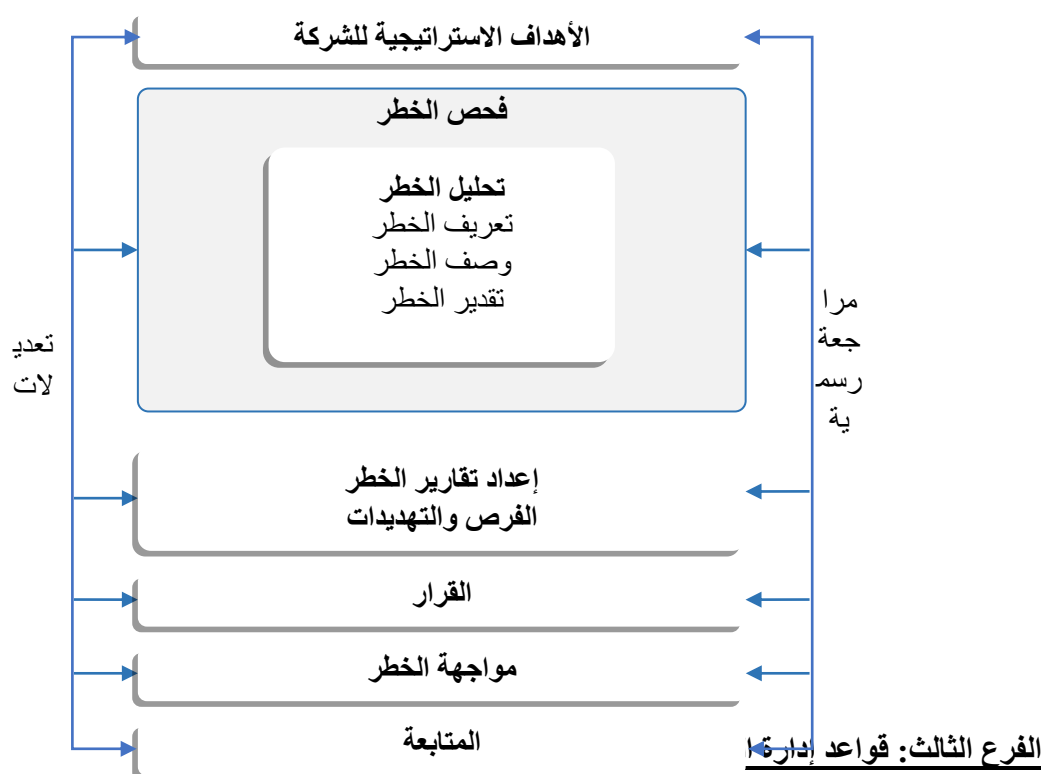 الأهداف الاستراتيجية للشركة
فحص الخطر
تحليل الخطر
تعريف الخطر
وصف الخطر
تقدير الخطر
مرا
جعة
رسم
ية
تعدي
لات
إعداد تقارير الخطر
الفرص والتهديدات
القرار
مواجهة الخطر
المتابعة
الفرع الثالث: قواعد إدارة